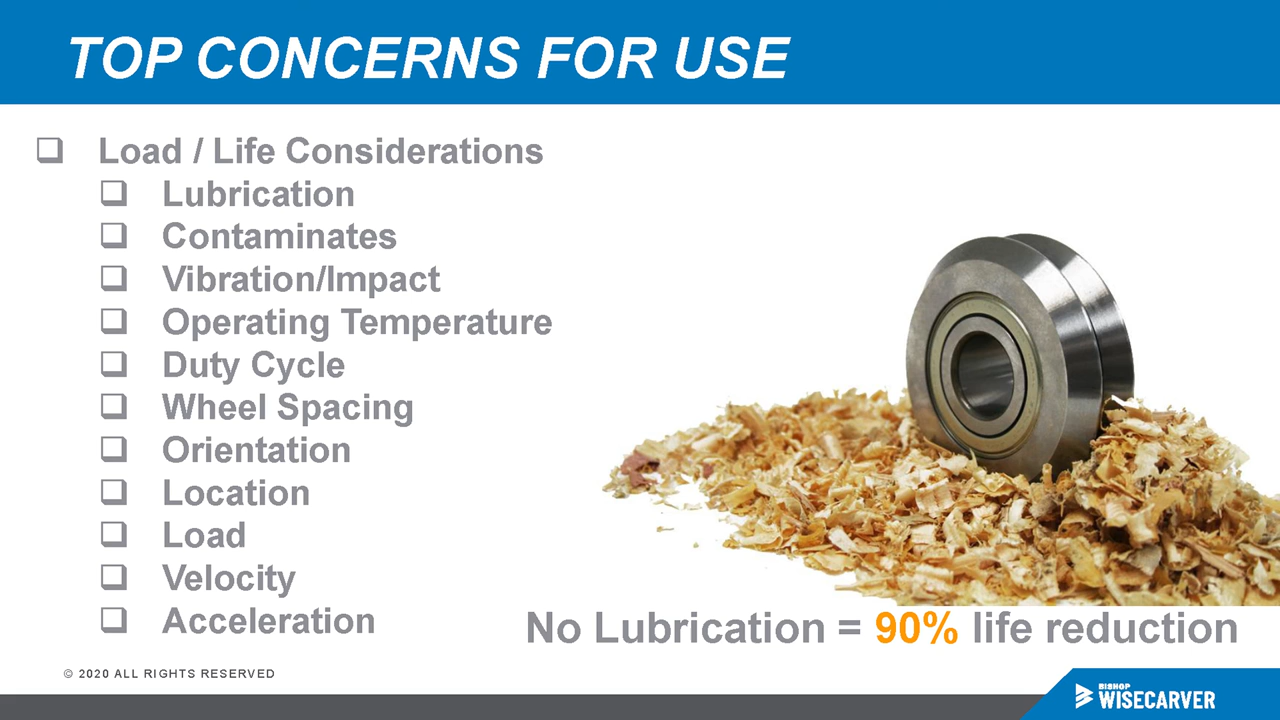 TOP CONCERNS FOR USE
Load / Life Considerations
Lubrication
Contaminates
Vibration/Impact
Operating Temperature
Duty Cycle
Wheel Spacing
Orientation
Location
Load
Velocity
Acceleration
No Lubrication = 90% life reduction
© 2020 ALL RIGHTS RESERVED
BISHOP
WISECARVER